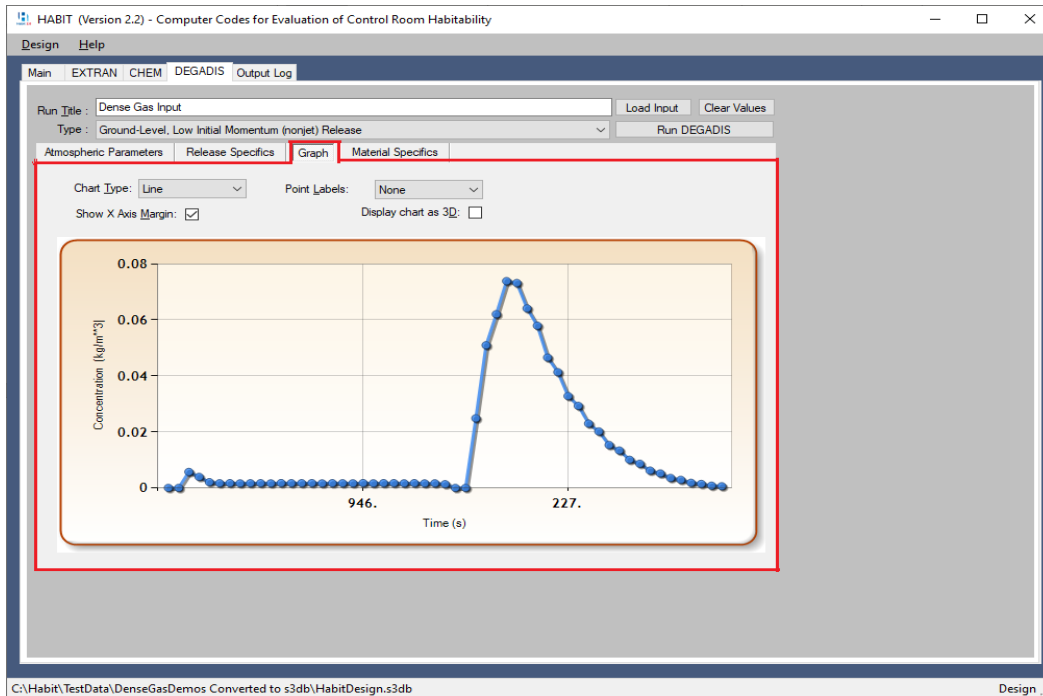 HABIT (Version 2.2) - Computer Codes for Evaluation of Control Room Habitability
Design Help
Main EXTRAN CHEM DEGADIS Output Log
Run Title : Dense Gas Input Load Input Clear Values
Type : Ground-Level, Low Initial Momentum (nonjet) Release Run DEGADIS
Atmospheric Parameters Release Specifics Graph Material Specifics
Chart Type: Line Point Labels: None
Show X Axis Margin: Display chart as 3D:
0.08
0.06
0.04
0.02
0
Concentration (kg/m**3|
946. 227.
Time (s)
C:\Habit\TestData\DenseGasDemos Converted to s3db\HabitDesign.s3db Design